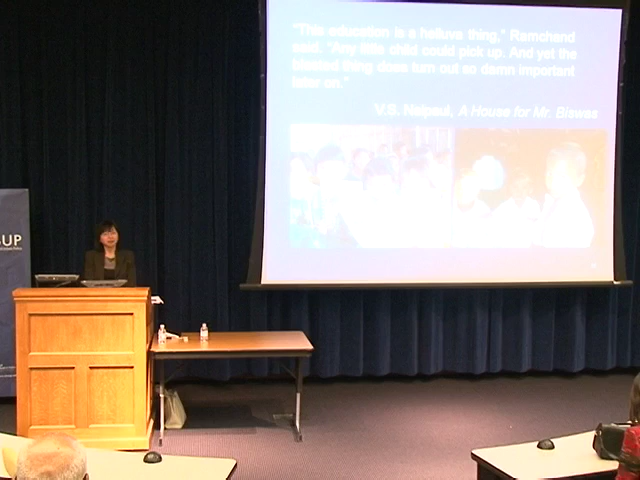 "This education is a helluva thing," Ramchand
said. "Any little child could pick up. And yet the
blasted thing does turn out so damn important
later on."
V.S. Naipaul, A House for Mr. Biswas
UP